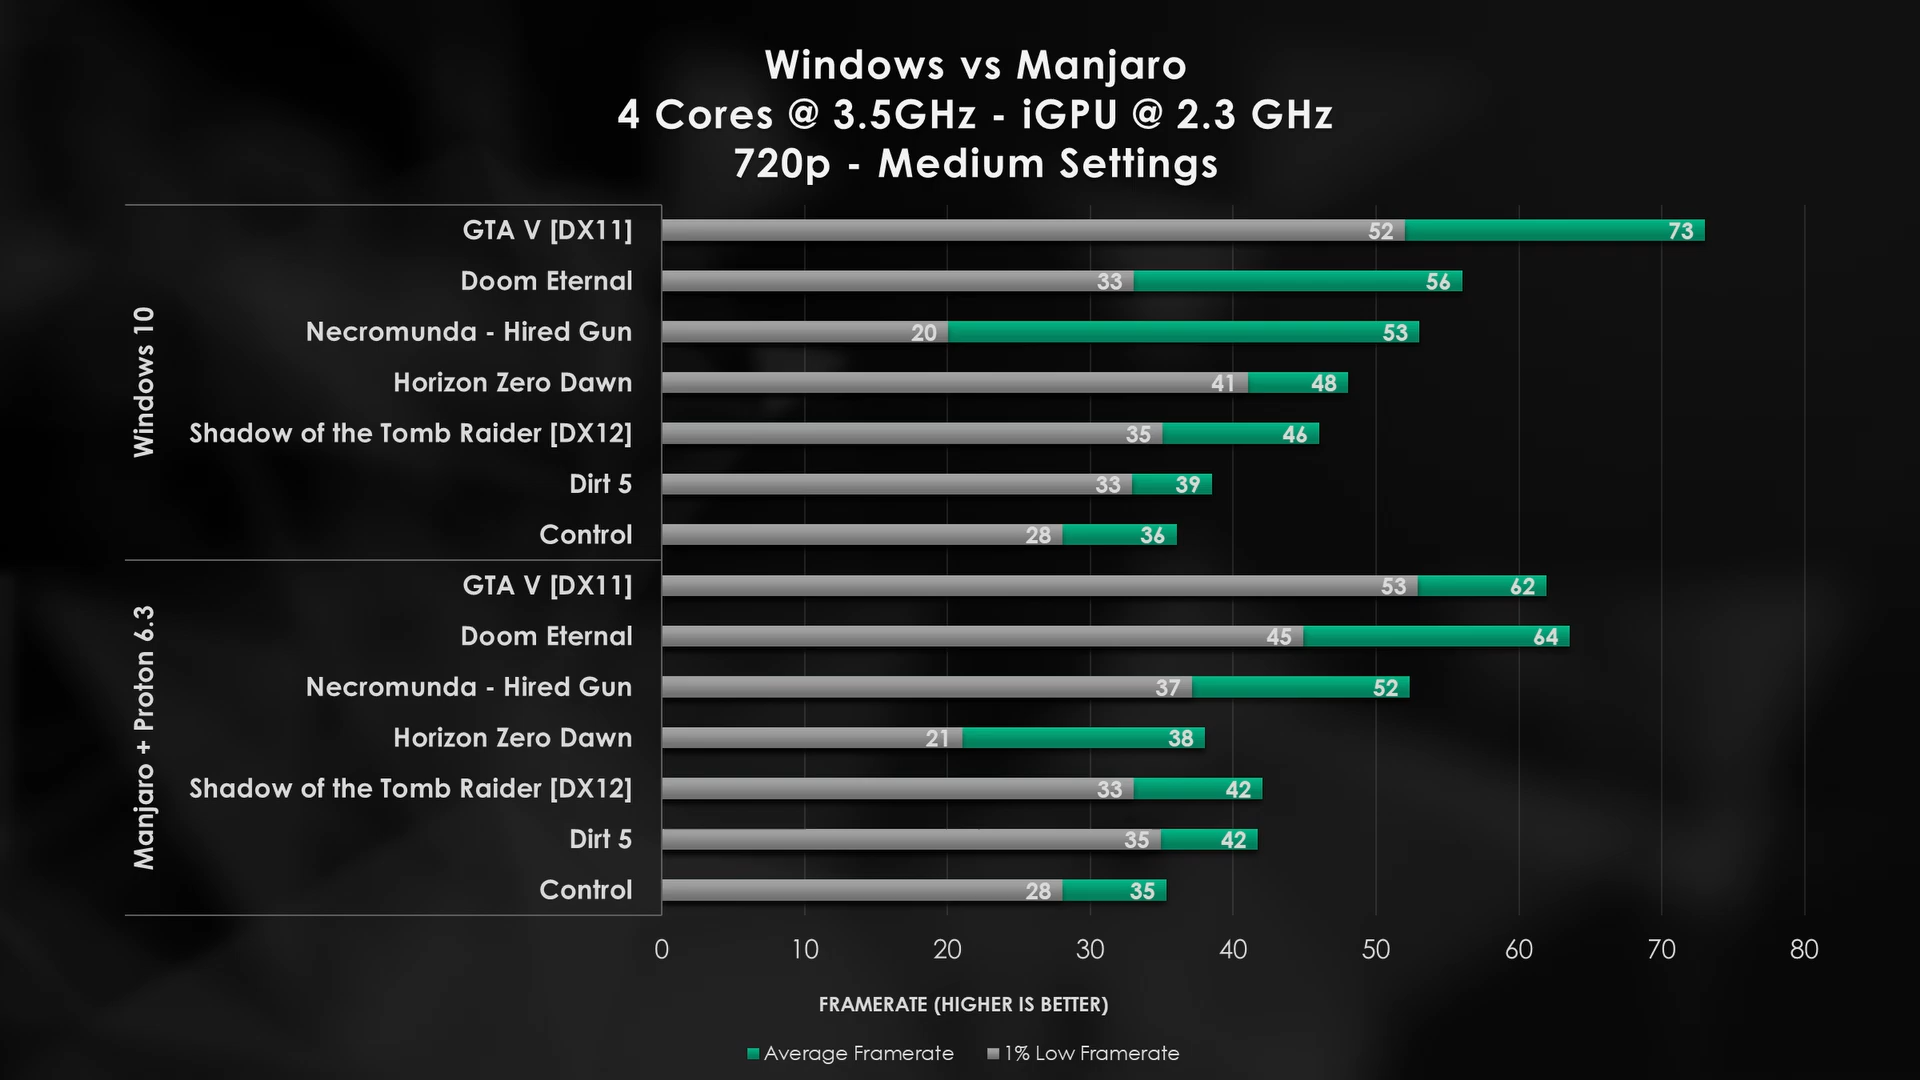 Windows vs Manjaro
4 Cores @ 3.5GHz - iGPU @ 2.3 GHz
720p - Medium Settings
Windows 10
GTA V [DX11] 52 73
Doom Eternal 33 56
Necromunda - Hired Gun 20 53
Horizon Zero Dawn 41 48
Shadow of the Tomb Raider [DX12] 35 46
Dirt 5 33 39
Control 28 36
Manjaro + Proton 6.3
GTA V [DX11] 53 62
Doom Eternal 45 64
Necromunda - Hired Gun 37 52
Horizon Zero Dawn 21 38
Shadow of the Tomb Raider [DX12] 33 42
Dirt 5 35 42
Control 28 35
0 10 20 30 40 50 60 70 80
FRAMERATE (HIGHER IS BETTER)
Average Framerate 1% Low Framerate